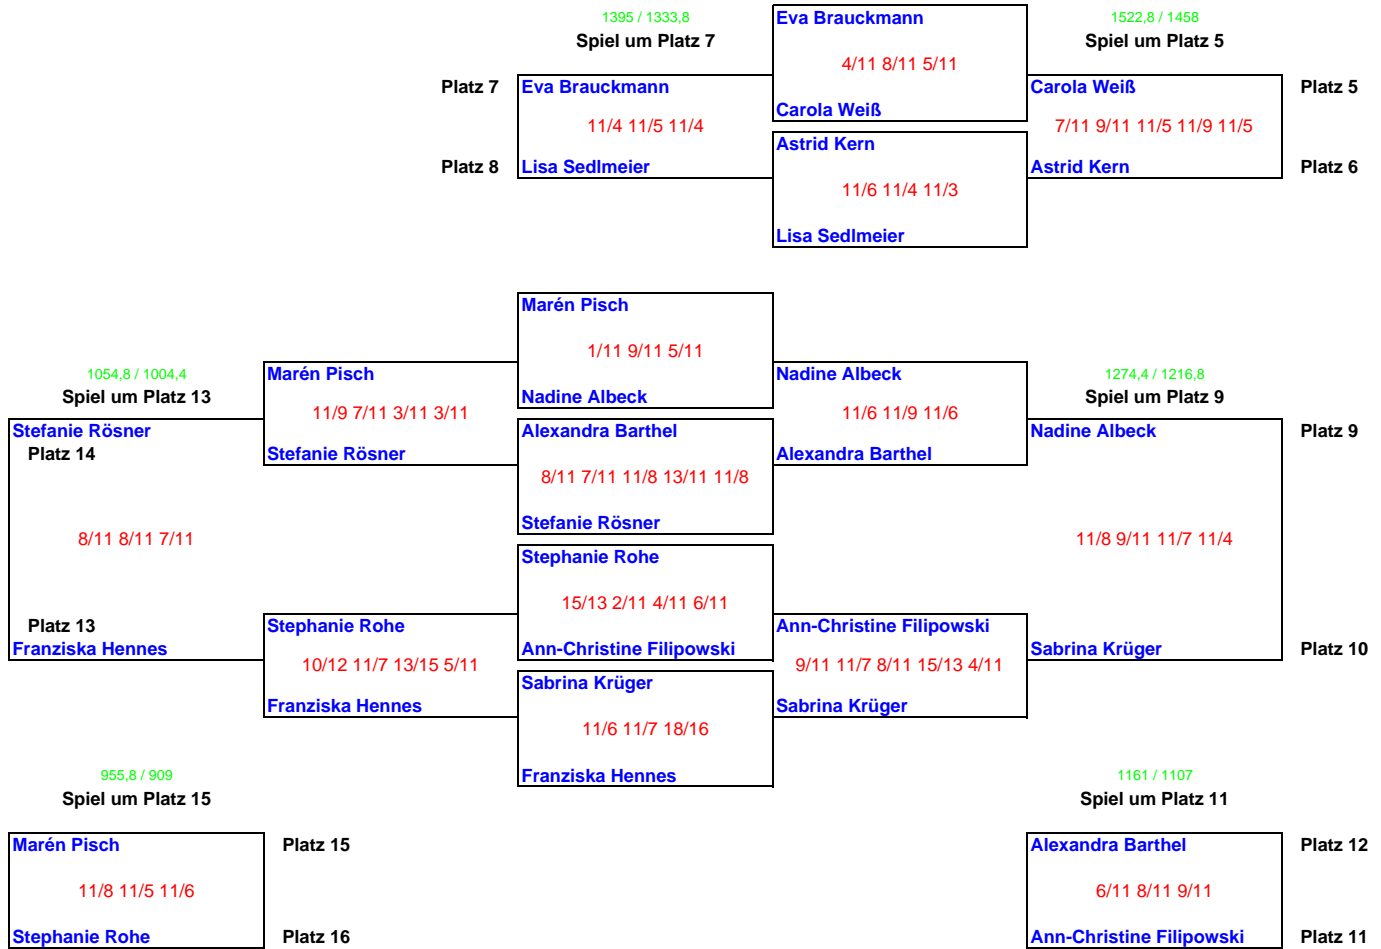 1395 / 1333,8
Spiel um Platz 7
Eva Brauckmann
4/11 8/11 5/11
Carola Weiß
1522,8 / 1458
Spiel um Platz 5
Platz 7
Eva Brauckmann
11/4 11/5 11/4
Platz 8
Lisa Sedlmeier
Astrid Kern
11/6 11/4 11/3
Lisa Sedlmeier
Carola Weiß
Platz 5
7/11 9/11 11/5 11/9 11/5
Astrid Kern
Platz 6
Marén Pisch
1/11 9/11 5/11
Nadine Albeck
1054,8 / 1004,4
Spiel um Platz 13
Marén Pisch
11/9 7/11 3/11 3/11
Stefanie Rösner
Nadine Albeck
11/6 11/9 11/6
Alexandra Barthel
1274,4 / 1216,8
Spiel um Platz 9
Stefanie Rösner
Platz 14
8/11 8/11 7/11
Platz 13
Franziska Hennes
Alexandra Barthel
8/11 7/11 11/8 13/11 11/8
Stefanie Rösner
Nadine Albeck
Platz 9
11/8 9/11 11/7 11/4
Sabrina Krüger
Platz 10
Stephanie Rohe
15/13 2/11 4/11 6/11
Ann-Christine Filipowski
Stephanie Rohe
10/12 11/7 13/15 5/11
Franziska Hennes
Ann-Christine Filipowski
9/11 11/7 8/11 15/13 4/11
Sabrina Krüger
Sabrina Krüger
11/6 11/7 18/16
Franziska Hennes
955,8 / 909
Spiel um Platz 15
Marén Pisch
Platz 15
11/8 11/5 11/6
Stephanie Rohe
Platz 16
1161 / 1107
Spiel um Platz 11
Alexandra Barthel
Platz 12
6/11 8/11 9/11
Ann-Christine Filipowski
Platz 11